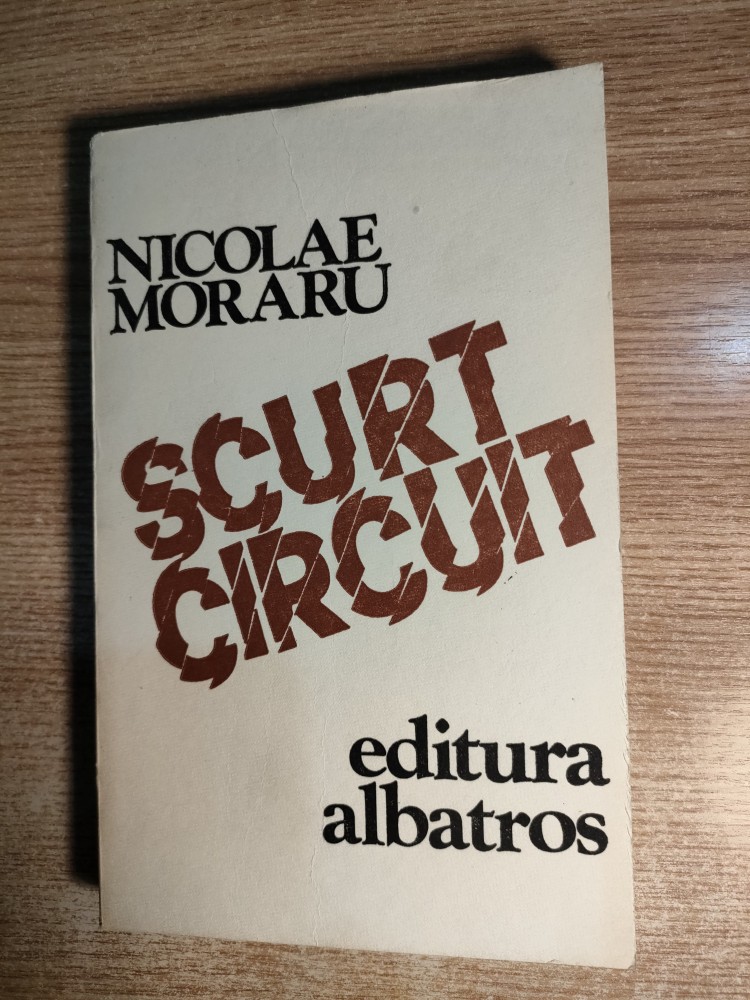 NICOLAE
MORARU
SCURT
CIRCUIT
editura
albatros